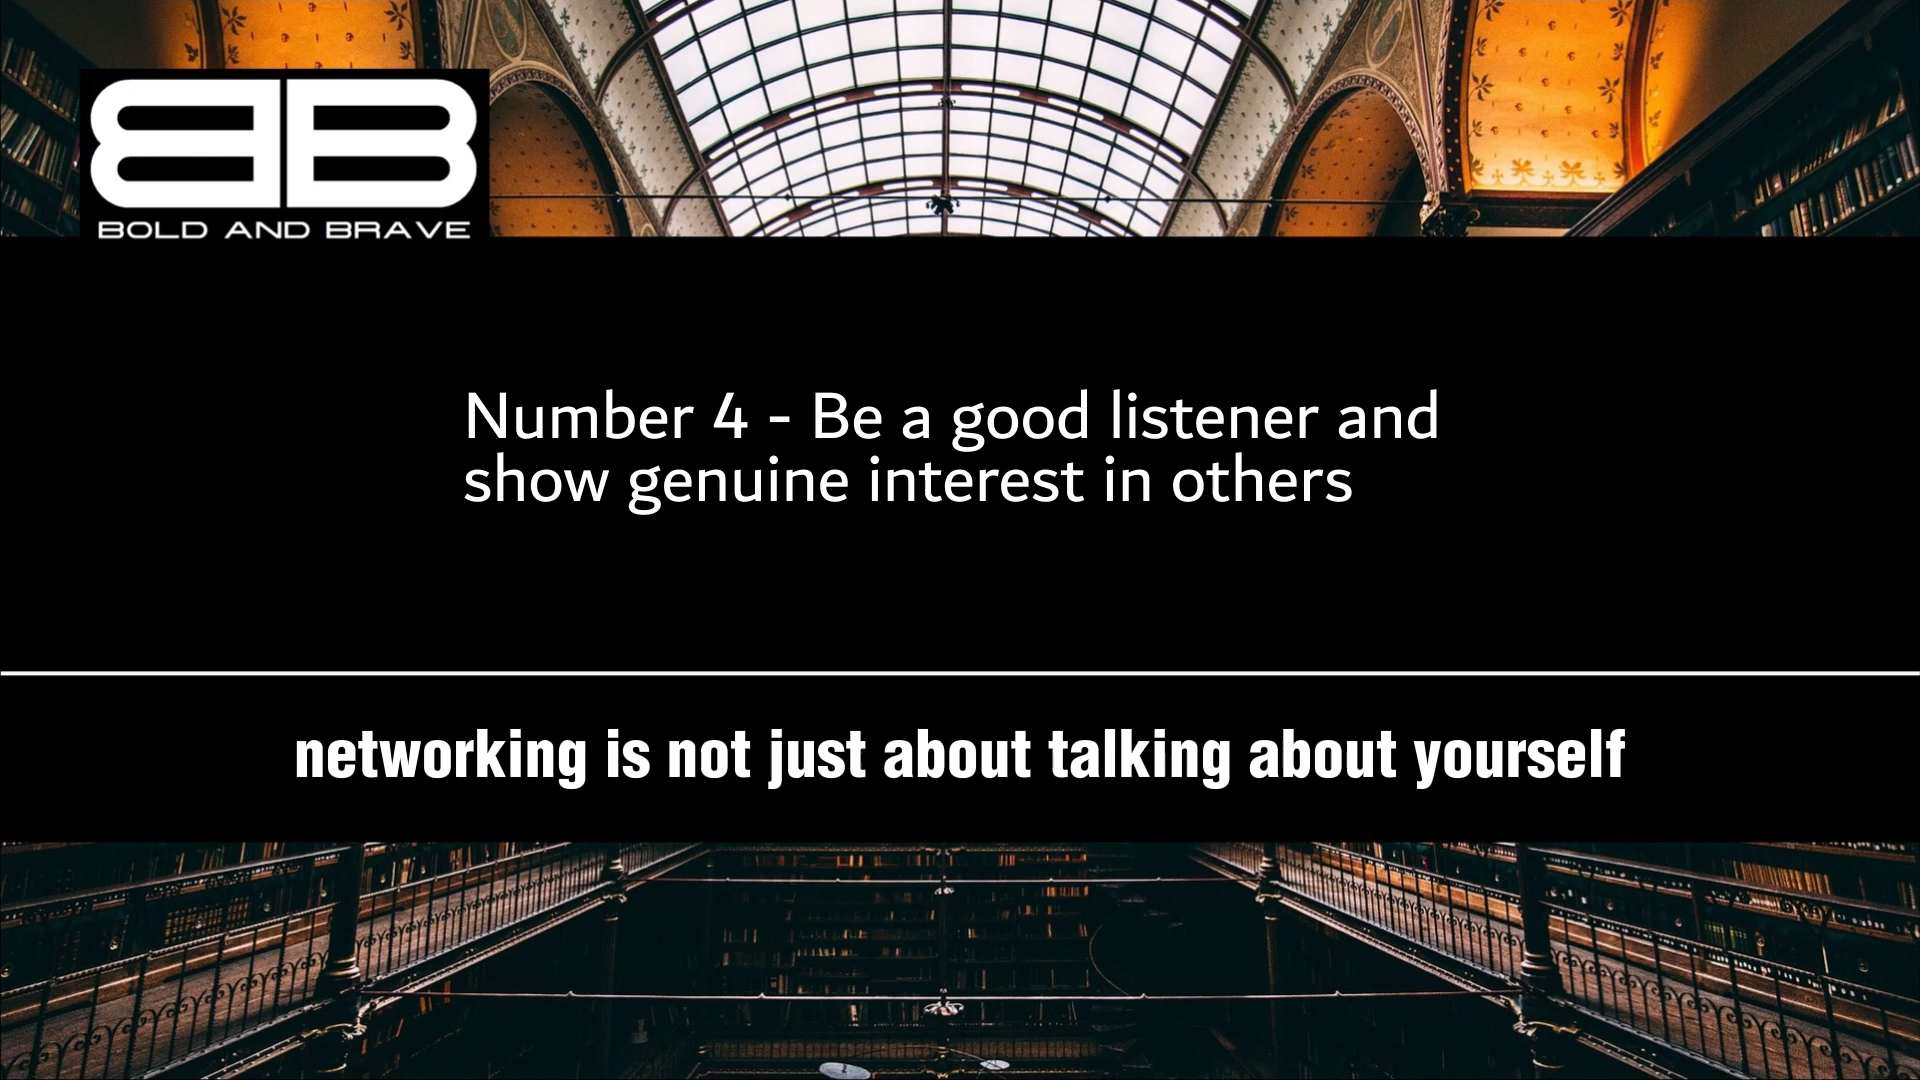 BB
BOLD AND BRAVE
Number 4 - Be a good listener and
show genuine interest in others
networking is not just about talking about yourself